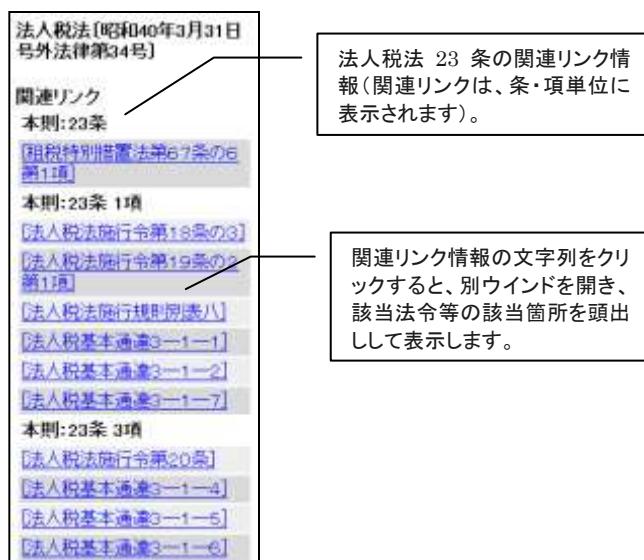 法人税法〔昭和40年3月31日
号外法律第34号〕
関連リンク
本則:23条
[租税特別措置法第67条の6
第1項]
本則:23条 1項
[法人税法施行令第18条の3]
[法人税法施行令第19条の2
第1項]
[法人税法施行規則別表八]
[法人税基本通達3―1―1]
[法人税基本通達3―1―2]
[法人税基本通達3―1―7]
本則:23条 3項
[法人税法施行令第20条]
[法人税基本通達3―1―4]
[法人税基本通達3―1―5]
[法人税基本通達3―1―6]
法人税法 23 条の関連リンク情
報(関連リンクは、条・項単位に
表示されます)。
関連リンク情報の文字列をクリ
ックすると、別ウインドを開き、
該当法令等の該当箇所を頭出
しして表示します。